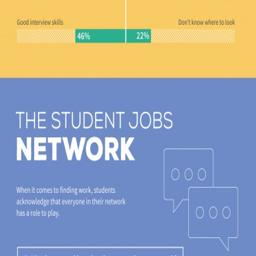 Good interview skills Don't know where to look
46% 22%
THE STUDENT JOBS
NETWORK
When it comes to finding work, students
acknowledge that everyone in their network
has a role to play.